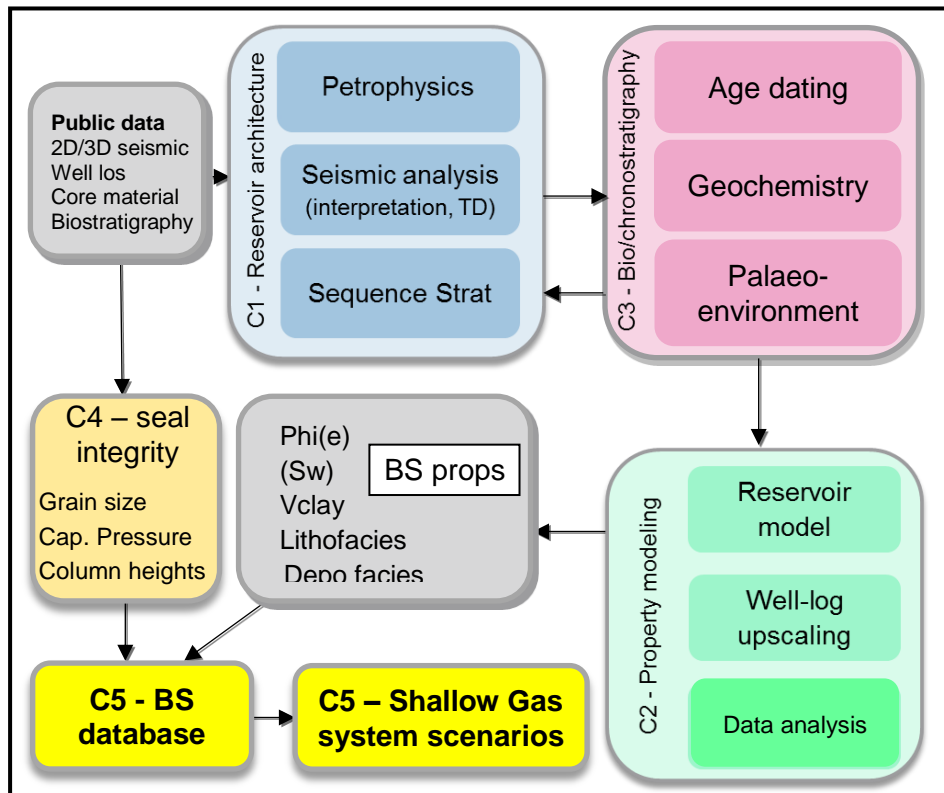 Public data
2D/3D seismic
Well los
Core material
Biostratigraphy
C1 - Reservoir architecture
Petrophysics
Seismic analysis
(interpretation, TD)
Sequence Strat
C3 - Bio/chronostratigraphy
Age dating
Geochemistry
Palaeo-
environment
C4 – seal
integrity
Grain size
Cap. Pressure
Column heights
Phi(e)
(Sw)
Vclay
Lithofacies
Depo facies
BS props
C2 - Property modeling
Reservoir
model
Well-log
upscaling
Data analysis
C5 - BS
database
C5 – Shallow Gas
system scenarios